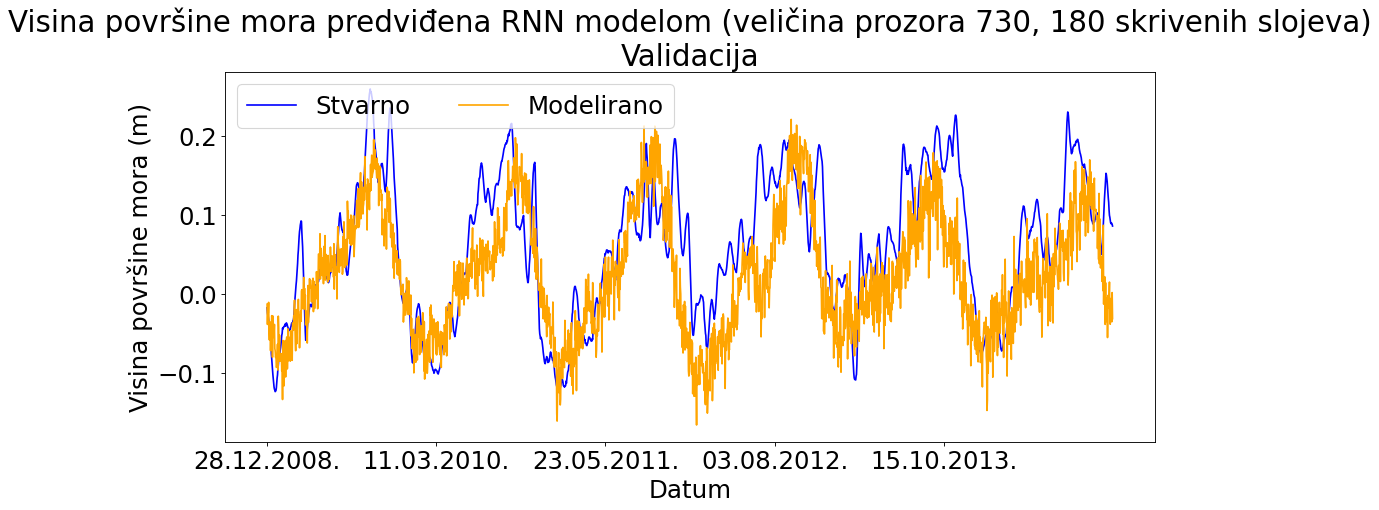 Visina površine mora predviđena RNN modelom (veličina prozora 730, 180 skrivenih slojeva)
Validacija
Stvarno
Modelirano
Visina površine mora (m)
0.2
0.1
0.0
−0.1
28.12.2008.
11.03.2010.
23.05.2011.
03.08.2012.
15.10.2013.
Datum